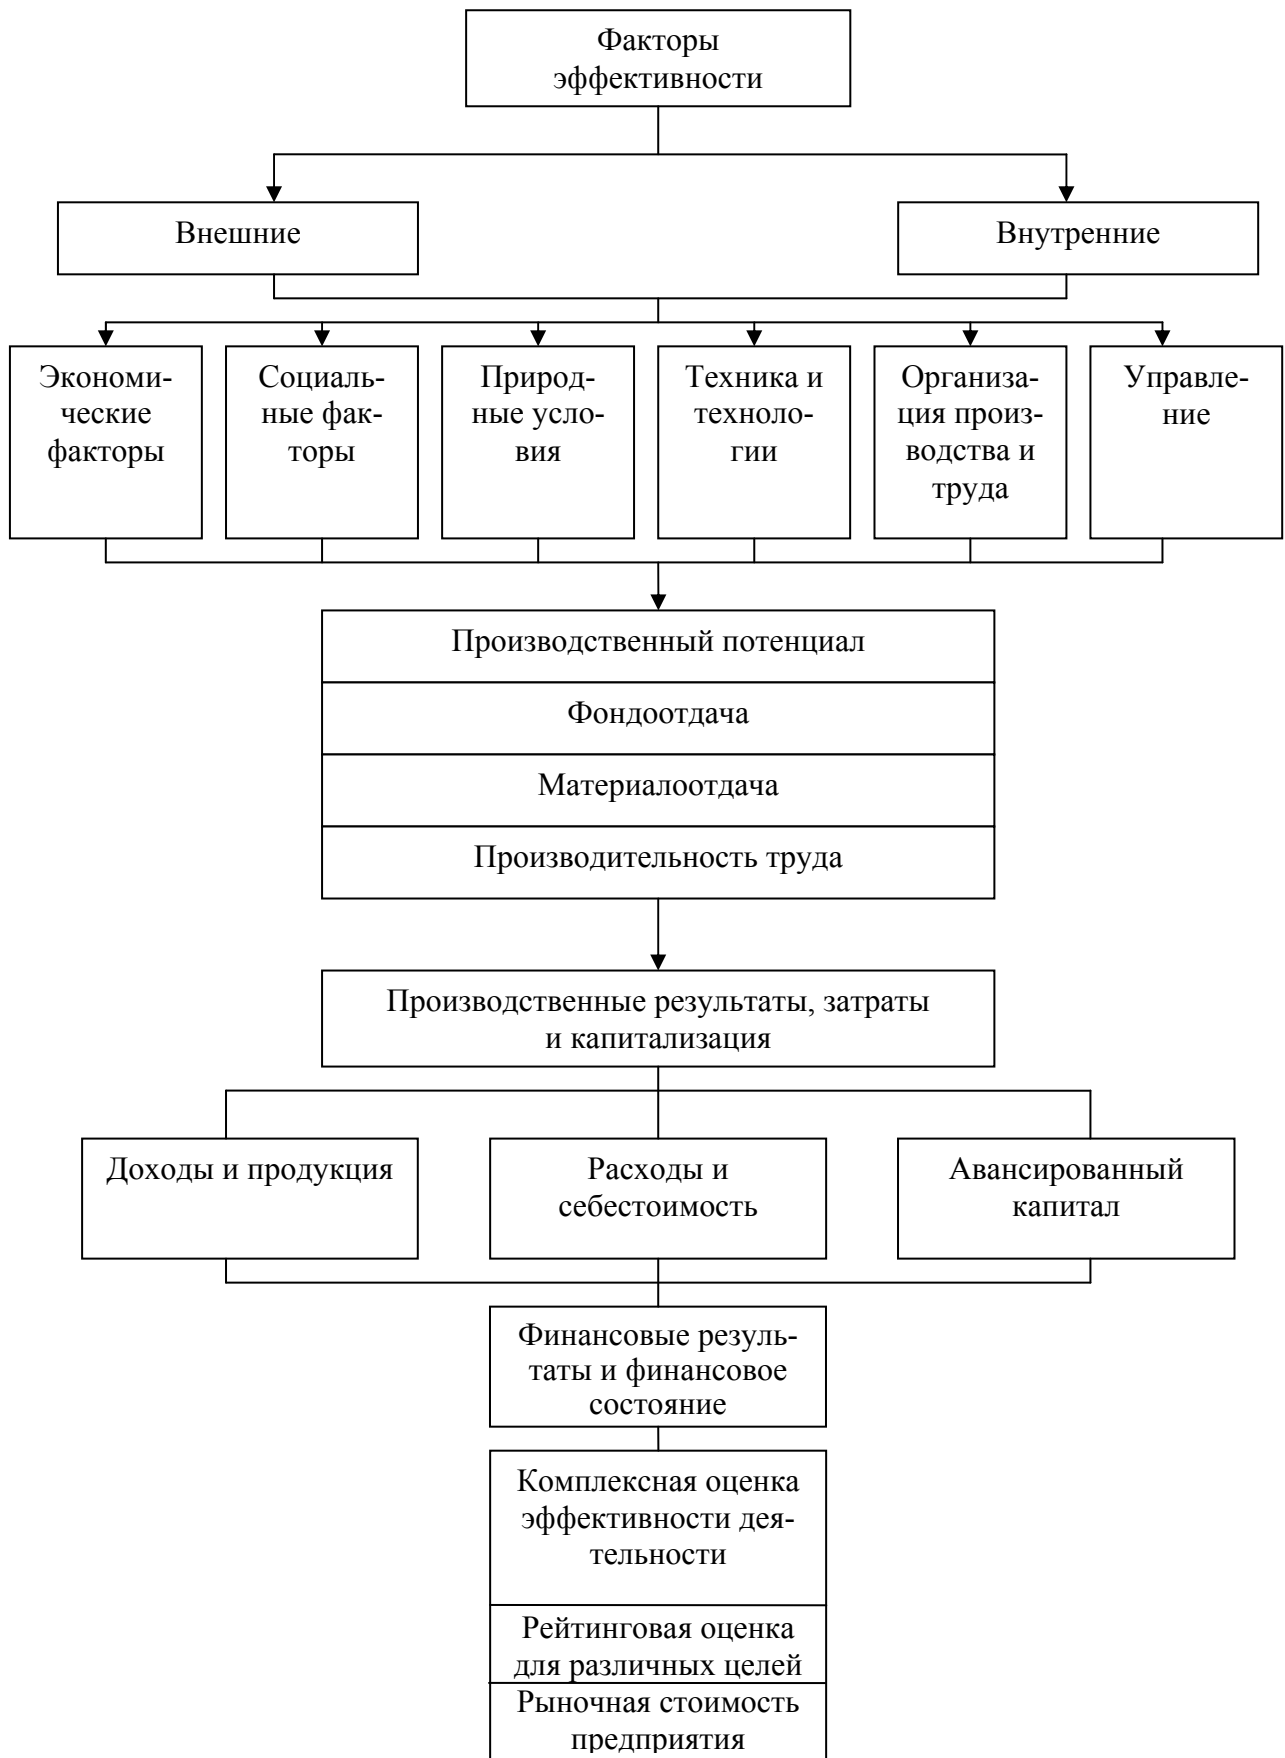 Факторы
эффективности
Внешние
Внутренние
Экономи-
ческие
факторы
Социаль-
ные фак-
торы
Природ-
ные усло-
вия
Техника и
техноло-
гии
Организа-
ция произ-
водства и
труда
Управле-
ние
Производственный потенциал
Фондоотдача
Материалоотдача
Производительность труда
Производственные результаты, затраты
и капитализация
Доходы и продукция
Расходы и
себестоимость
Авансированный
капитал
Финансовые резуль-
таты и финансовое
состояние
Комплексная оценка
эффективности дея-
тельности
Рейтинговая оценка
для различных целей
Рыночная стоимость
предприятия